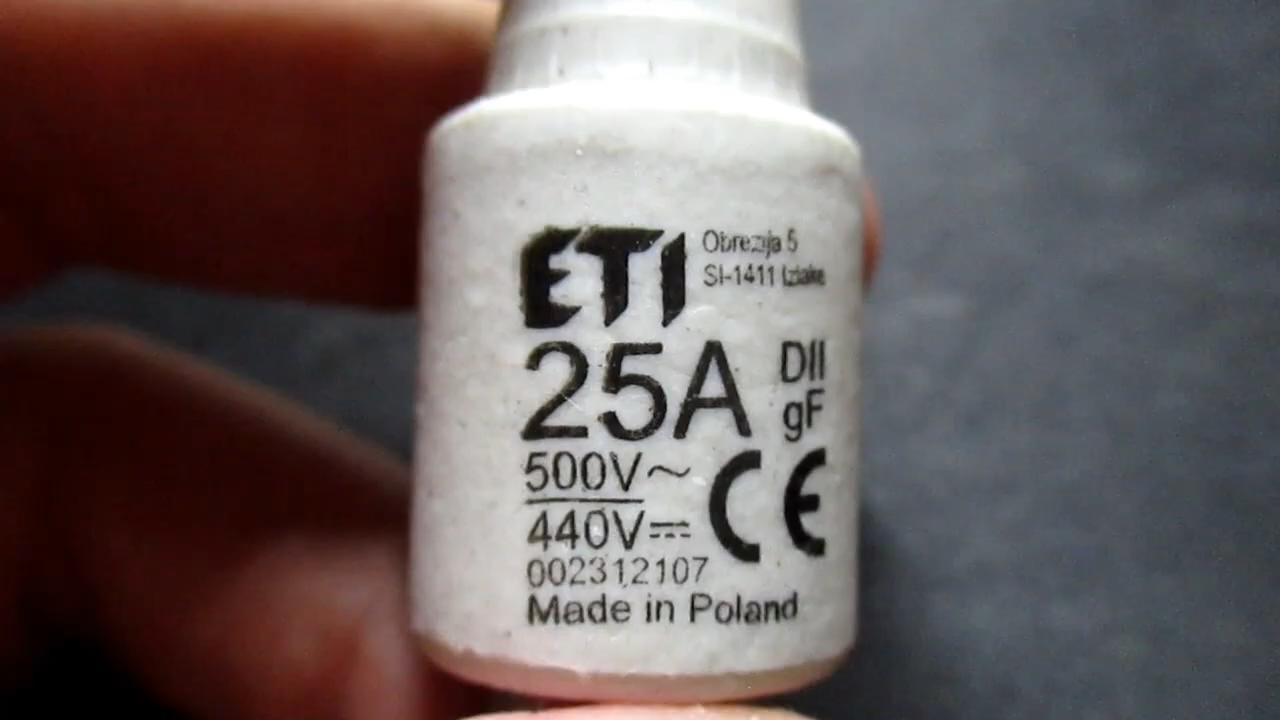 ETI
Obrezija 5
SI-1411 Izlake
25A
DII
gF
500V~
440V⎓
002312107
Made in Poland
CE